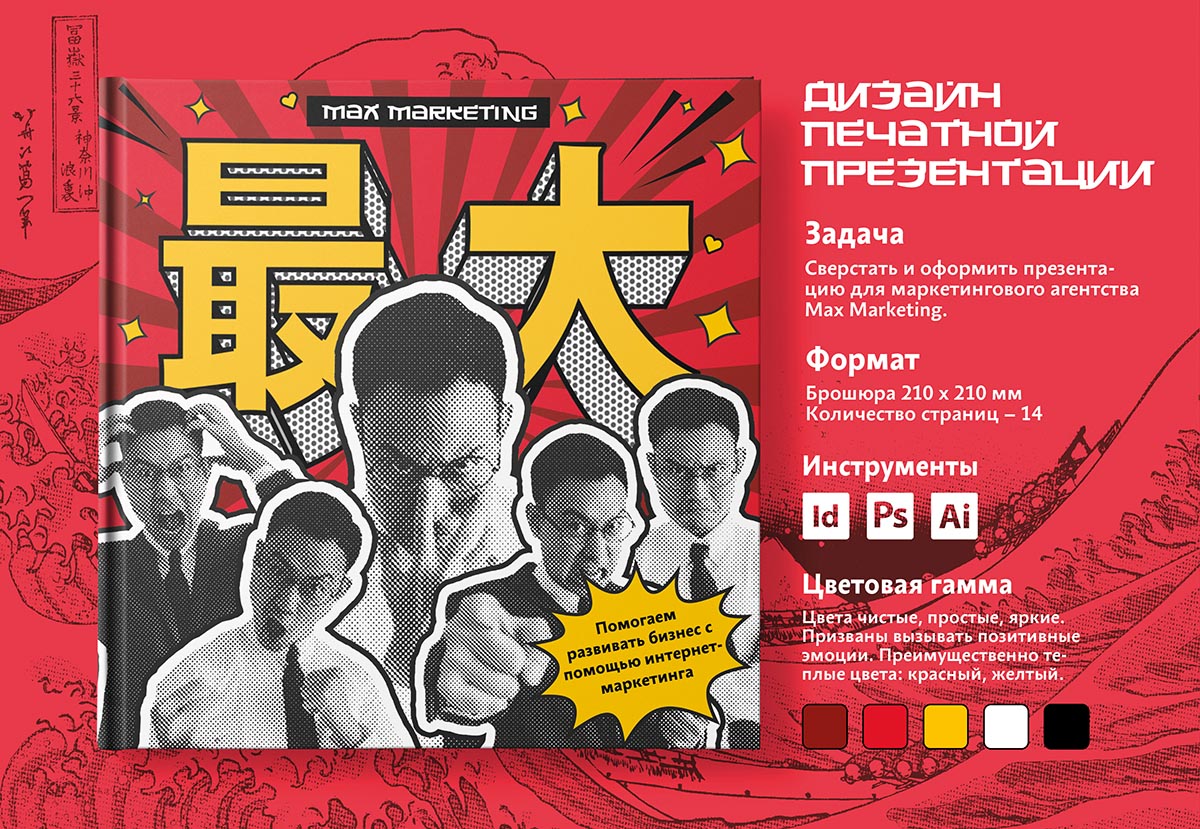 冨嶽三十六景 神奈川沖
浪裏
MAX MARKETING
最大
Помогаем
развивать бизнес с
помощью интернет-
маркетинга
ДИЗАЙН
ПЕЧАТНОЙ
ПРЕЗЕНТАЦИИ
Задача
Сверстать и оформить презента-
цию для маркетингового агентства
Max Marketing.
Формат
Брошюра 210 х 210 мм
Количество страниц – 14
Инструменты
Id Ps Ai
Цветовая гамма
Цвета чистые, простые, яркие.
Призваны вызывать позитивные
эмоции. Преимущественно те-
плые цвета: красный, желтый.